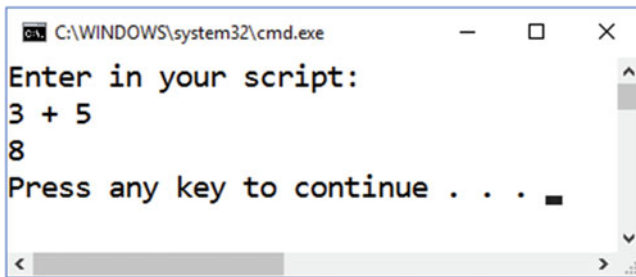 C:\WINDOWS\system32\cmd.exe
Enter in your script:
3 + 5
8
Press any key to continue . . .